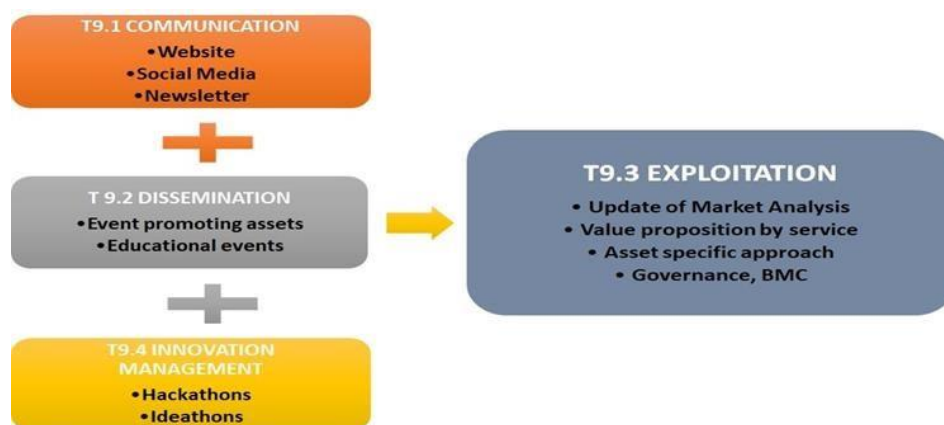 T9.1 COMMUNICATION
•Website
•Social Media
•Newsletter
T 9.2 DISSEMINATION
•Event promoting assets
•Educational events
T9.4 INNOVATION
MANAGEMENT
•Hackathons
•Ideathons
T9.3 EXPLOITATION
• Update of Market Analysis
• Value proposition by service
• Asset specific approach
• Governance, BMC